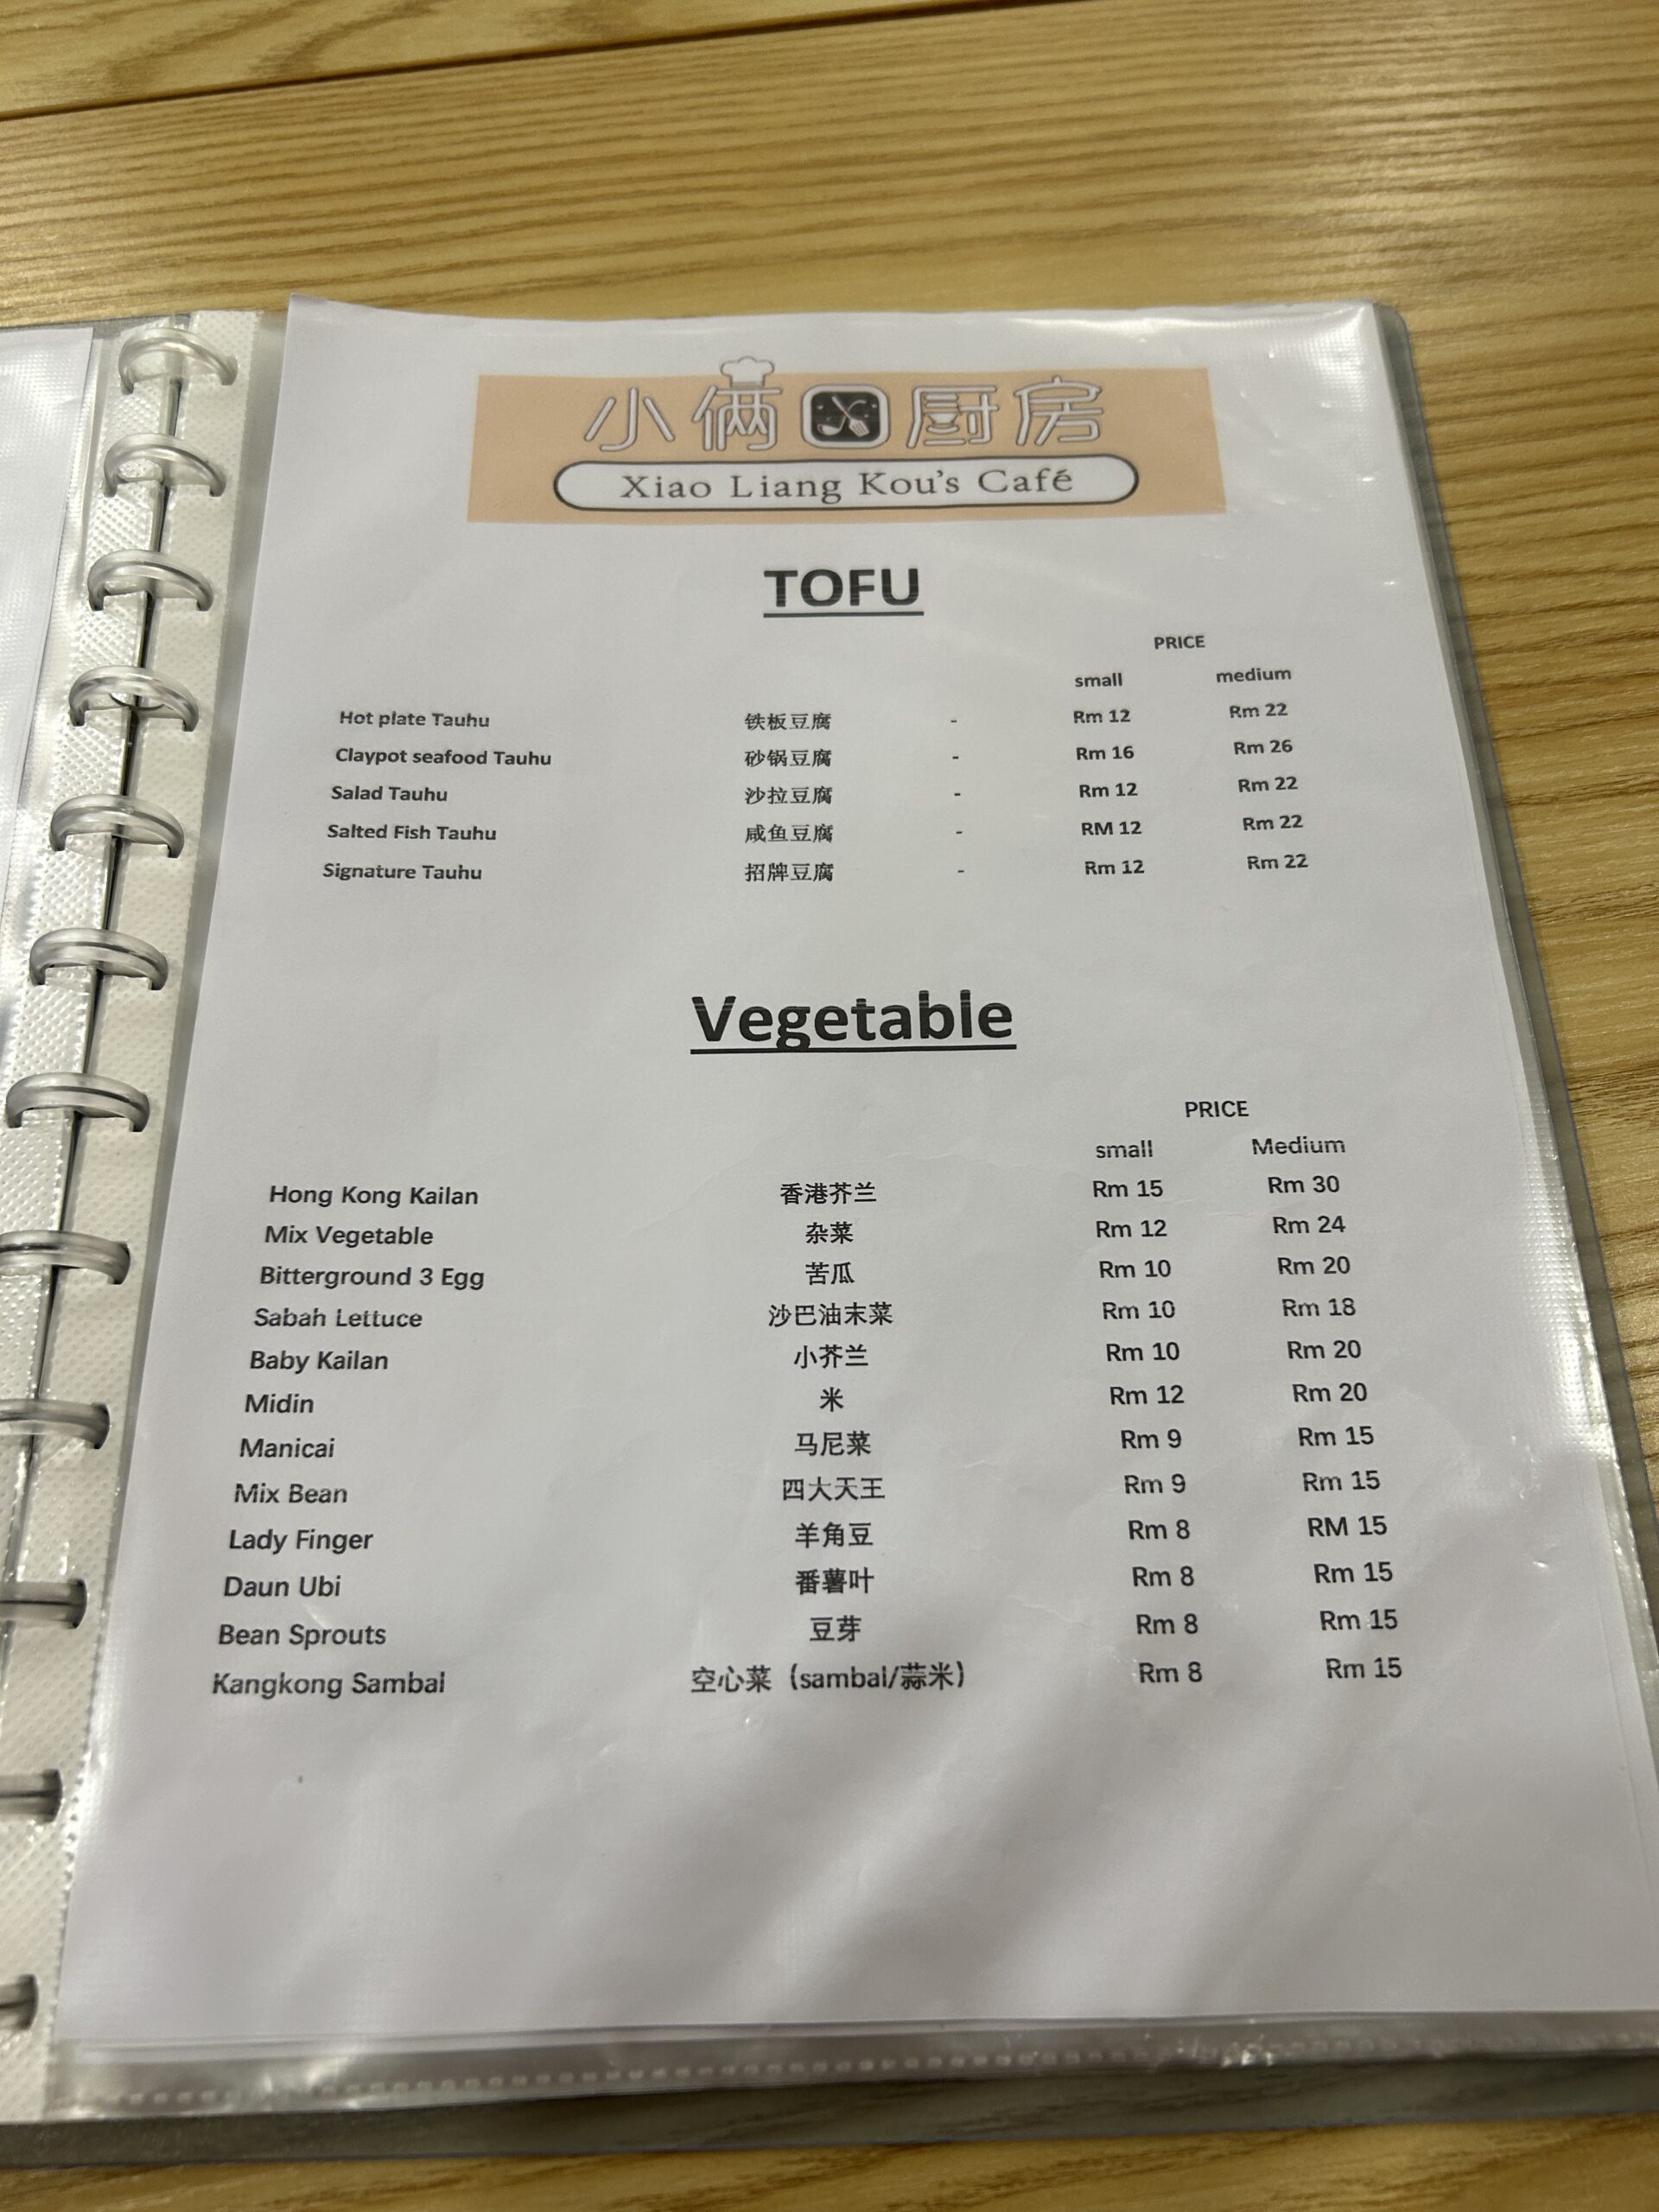 小俩口厨房
Xiao Liang Kou's Café
TOFU
PRICE
small medium
Hot plate Tauhu 铁板豆腐 - Rm 12 Rm 22
Claypot seafood Tauhu 砂锅豆腐 - Rm 16 Rm 26
Salad Tauhu 沙拉豆腐 - Rm 12 Rm 22
Salted Fish Tauhu 咸鱼豆腐 - RM 12 Rm 22
Signature Tauhu 招牌豆腐 - Rm 12 Rm 22
Vegetable
PRICE
small Medium
Hong Kong Kailan 香港芥兰 Rm 15 Rm 30
Mix Vegetable 杂菜 Rm 12 Rm 24
Bitterground 3 Egg 苦瓜 Rm 10 Rm 20
Sabah Lettuce 沙巴油末菜 Rm 10 Rm 18
Baby Kailan 小芥兰 Rm 10 Rm 20
Midin 米 Rm 12 Rm 20
Manicai 马尼菜 Rm 9 Rm 15
Mix Bean 四大天王 Rm 9 Rm 15
Lady Finger 羊角豆 Rm 8 RM 15
Daun Ubi 番薯叶 Rm 8 Rm 15
Bean Sprouts 豆芽 Rm 8 Rm 15
Kangkong Sambal 空心菜（sambal/蒜米） Rm 8 Rm 15